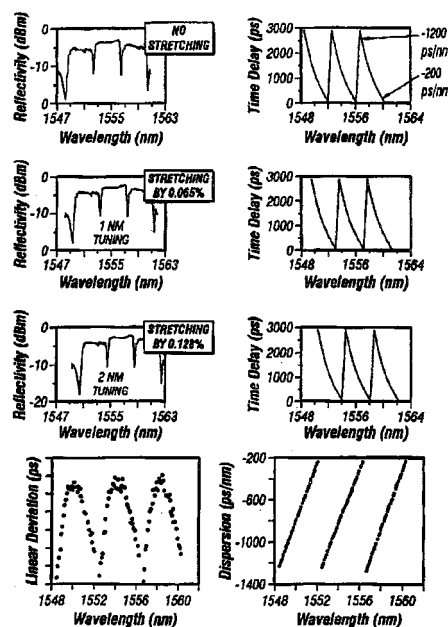 Reflectivity (dBm)
0
-10
NO
STRETCHING
1547 1555 1563
Wavelength (nm)
Time Delay (ps)
3000
2000
1000
0
-1200
ps/nm
-200
ps/nm
1548 1556 1564
Wavelength (nm)
Reflectivity (dBm)
0
-10
-20
STRETCHING
BY 0.065%
1 NM
TUNING
1547 1555 1563
Wavelength (nm)
Time Delay (ps)
3000
2000
1000
0
1548 1556 1564
Wavelength (nm)
Reflectivity (dBm)
0
-10
-20
STRETCHING
BY 0.128%
2 NM
TUNING
1547 1555 1563
Wavelength (nm)
Time Delay (ps)
3000
2000
1000
0
1548 1556 1564
Wavelength (nm)
Linear Deviation (ps)
1548 1552 1556 1560
Wavelength (nm)
Dispersion (ps/nm)
-200
-600
-1000
-1400
1548 1552 1556 1560
Wavelength (nm)